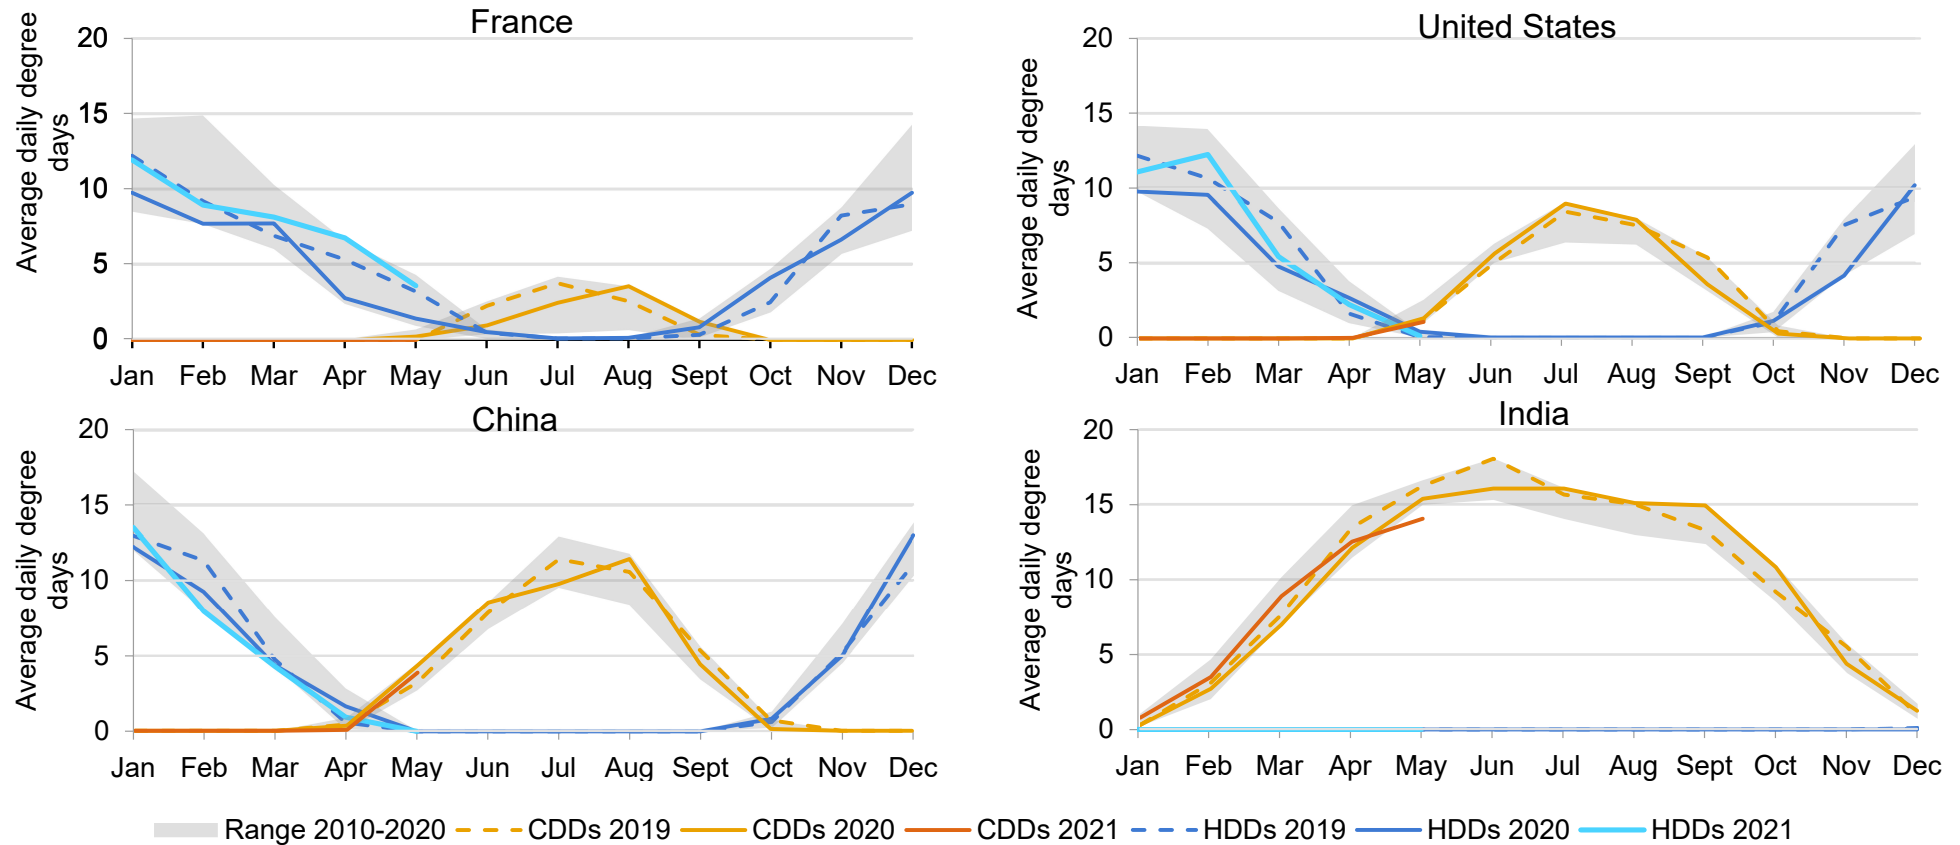 France
Average daily degree
days
20
15
10
5
0
Jan Feb Mar Apr May Jun Jul Aug Sept Oct Nov Dec
United States
Average daily degree
days
20
15
10
5
0
Jan Feb Mar Apr May Jun Jul Aug Sept Oct Nov Dec
China
Average daily degree
days
20
15
10
5
0
Jan Feb Mar Apr May Jun Jul Aug Sept Oct Nov Dec
India
Average daily degree
days
20
15
10
5
0
Jan Feb Mar Apr May Jun Jul Aug Sept Oct Nov Dec
Range 2010-2020 CDDs 2019 CDDs 2020 CDDs 2021 HDDs 2019 HDDs 2020 HDDs 2021